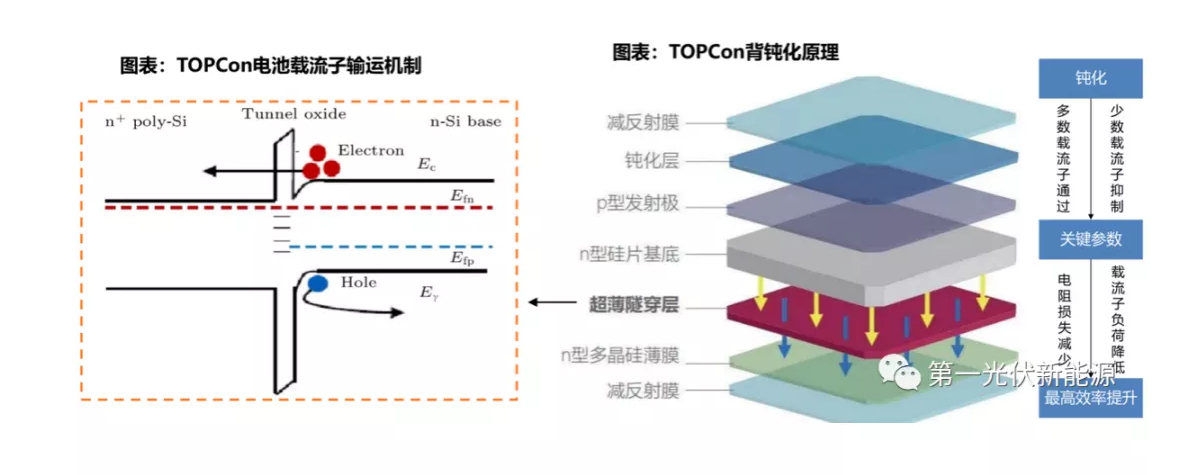 图表：TOPCon电池载流子输运机制
n⁺ poly-Si
Tunnel oxide
n-Si base
Electron
Ec
Efn
Efp
Hole
Eγ
图表：TOPCon背钝化原理
减反射膜
钝化层
p型发射极
n型硅片基底
超薄隧穿层
n型多晶硅薄膜
减反射膜
钝化
多数载流子通过
少数载流子抑制
关键参数
电阻损失减少
载流子负荷降低
最高效率提升
第一光伏新能源